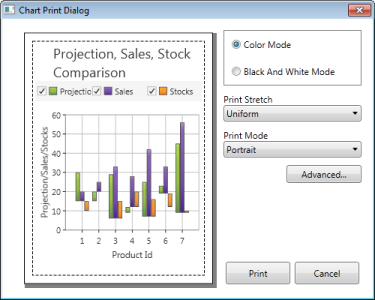 Chart Print Dialog
Projection, Sales, Stock
Comparison
Projectio
Sales
Stocks
Projection/Sales/Stocks
60
50
40
30
20
10
0
1 2 3 4 5 6 7
Product Id
Color Mode
Black And White Mode
Print Stretch
Uniform
Print Mode
Portrait
Advanced...
Print
Cancel